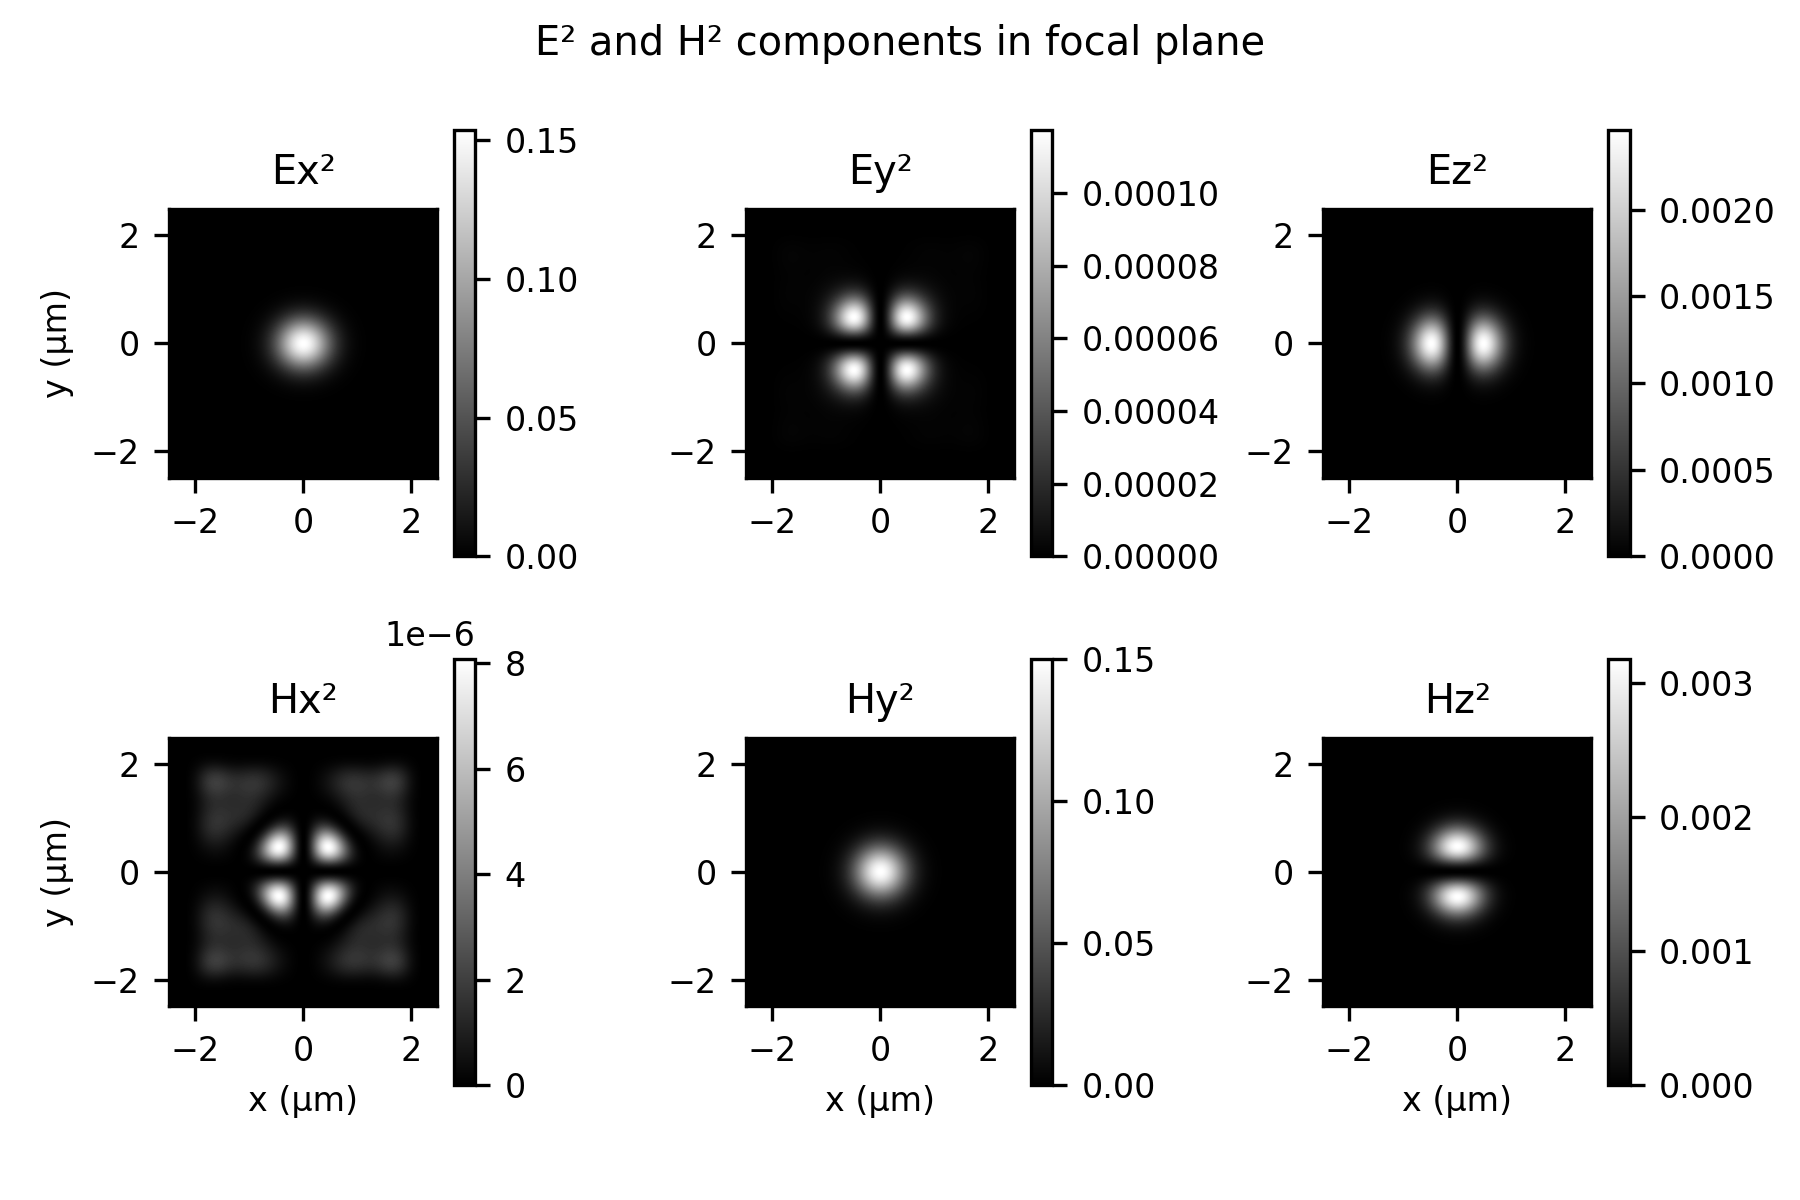 E² and H² components in focal plane
Ex²
y (μm)
2
0
−2
−2 0 2
0.15
0.10
0.05
0.00
Ey²
2
0
−2
−2 0 2
0.00010
0.00008
0.00006
0.00004
0.00002
0.00000
Ez²
2
0
−2
−2 0 2
0.0020
0.0015
0.0010
0.0005
0.0000
Hx²
y (μm)
2
0
−2
−2 0 2
x (μm)
1e−6
8
6
4
2
0
Hy²
2
0
−2
−2 0 2
x (μm)
0.15
0.10
0.05
0.00
Hz²
2
0
−2
−2 0 2
x (μm)
0.003
0.002
0.001
0.000